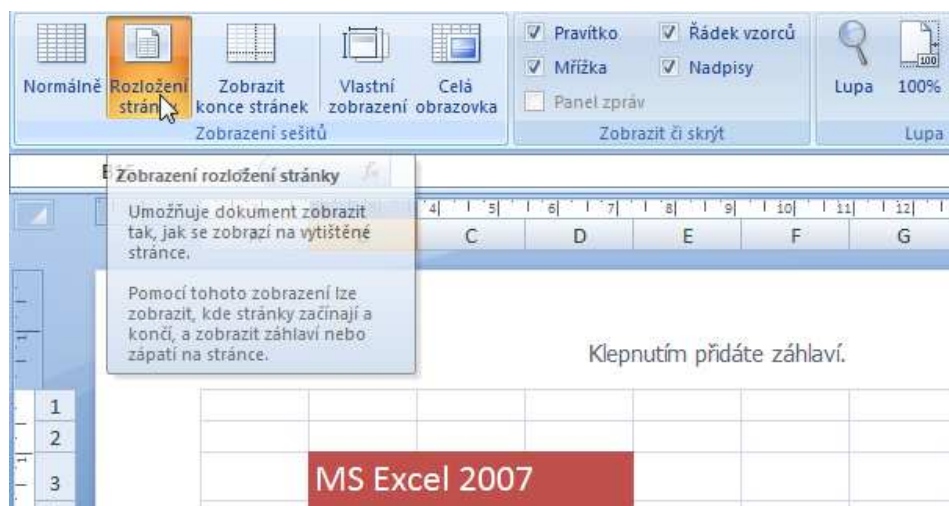 Normálně Rozložení stránky Zobrazit konce stránek Vlastní zobrazení Celá obrazovka
Zobrazení sešitů
Pravítko Řádek vzorců
Mřížka Nadpisy
Panel zpráv
Zobrazit či skrýt
Lupa 100%
Lupa
Zobrazení rozložení stránky
Umožňuje dokument zobrazit
tak, jak se zobrazí na vytištěné
stránce.
Pomocí tohoto zobrazení lze
zobrazit, kde stránky začínají a
končí, a zobrazit záhlaví nebo
zápatí na stránce.
4 5 6 7 8 9 10 11 12
C D E F G
Klepnutím přidáte záhlaví.
1
2
3 MS Excel 2007